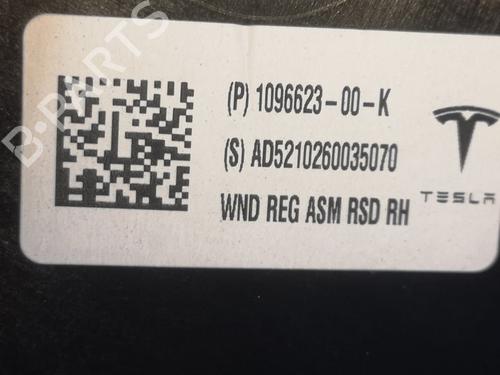 B-PARTS
(P) 1096623-00-K
(S) AD5210260035070
WND REG ASM RSD RH
TESLA